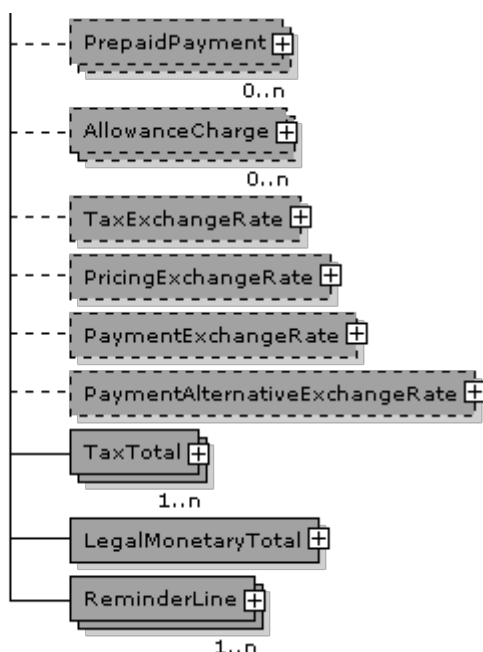 PrepaidPayment
0..n
AllowanceCharge
0..n
TaxExchangeRate
PricingExchangeRate
PaymentExchangeRate
PaymentAlternativeExchangeRate
TaxTotal
1..n
LegalMonetaryTotal
ReminderLine
1..n